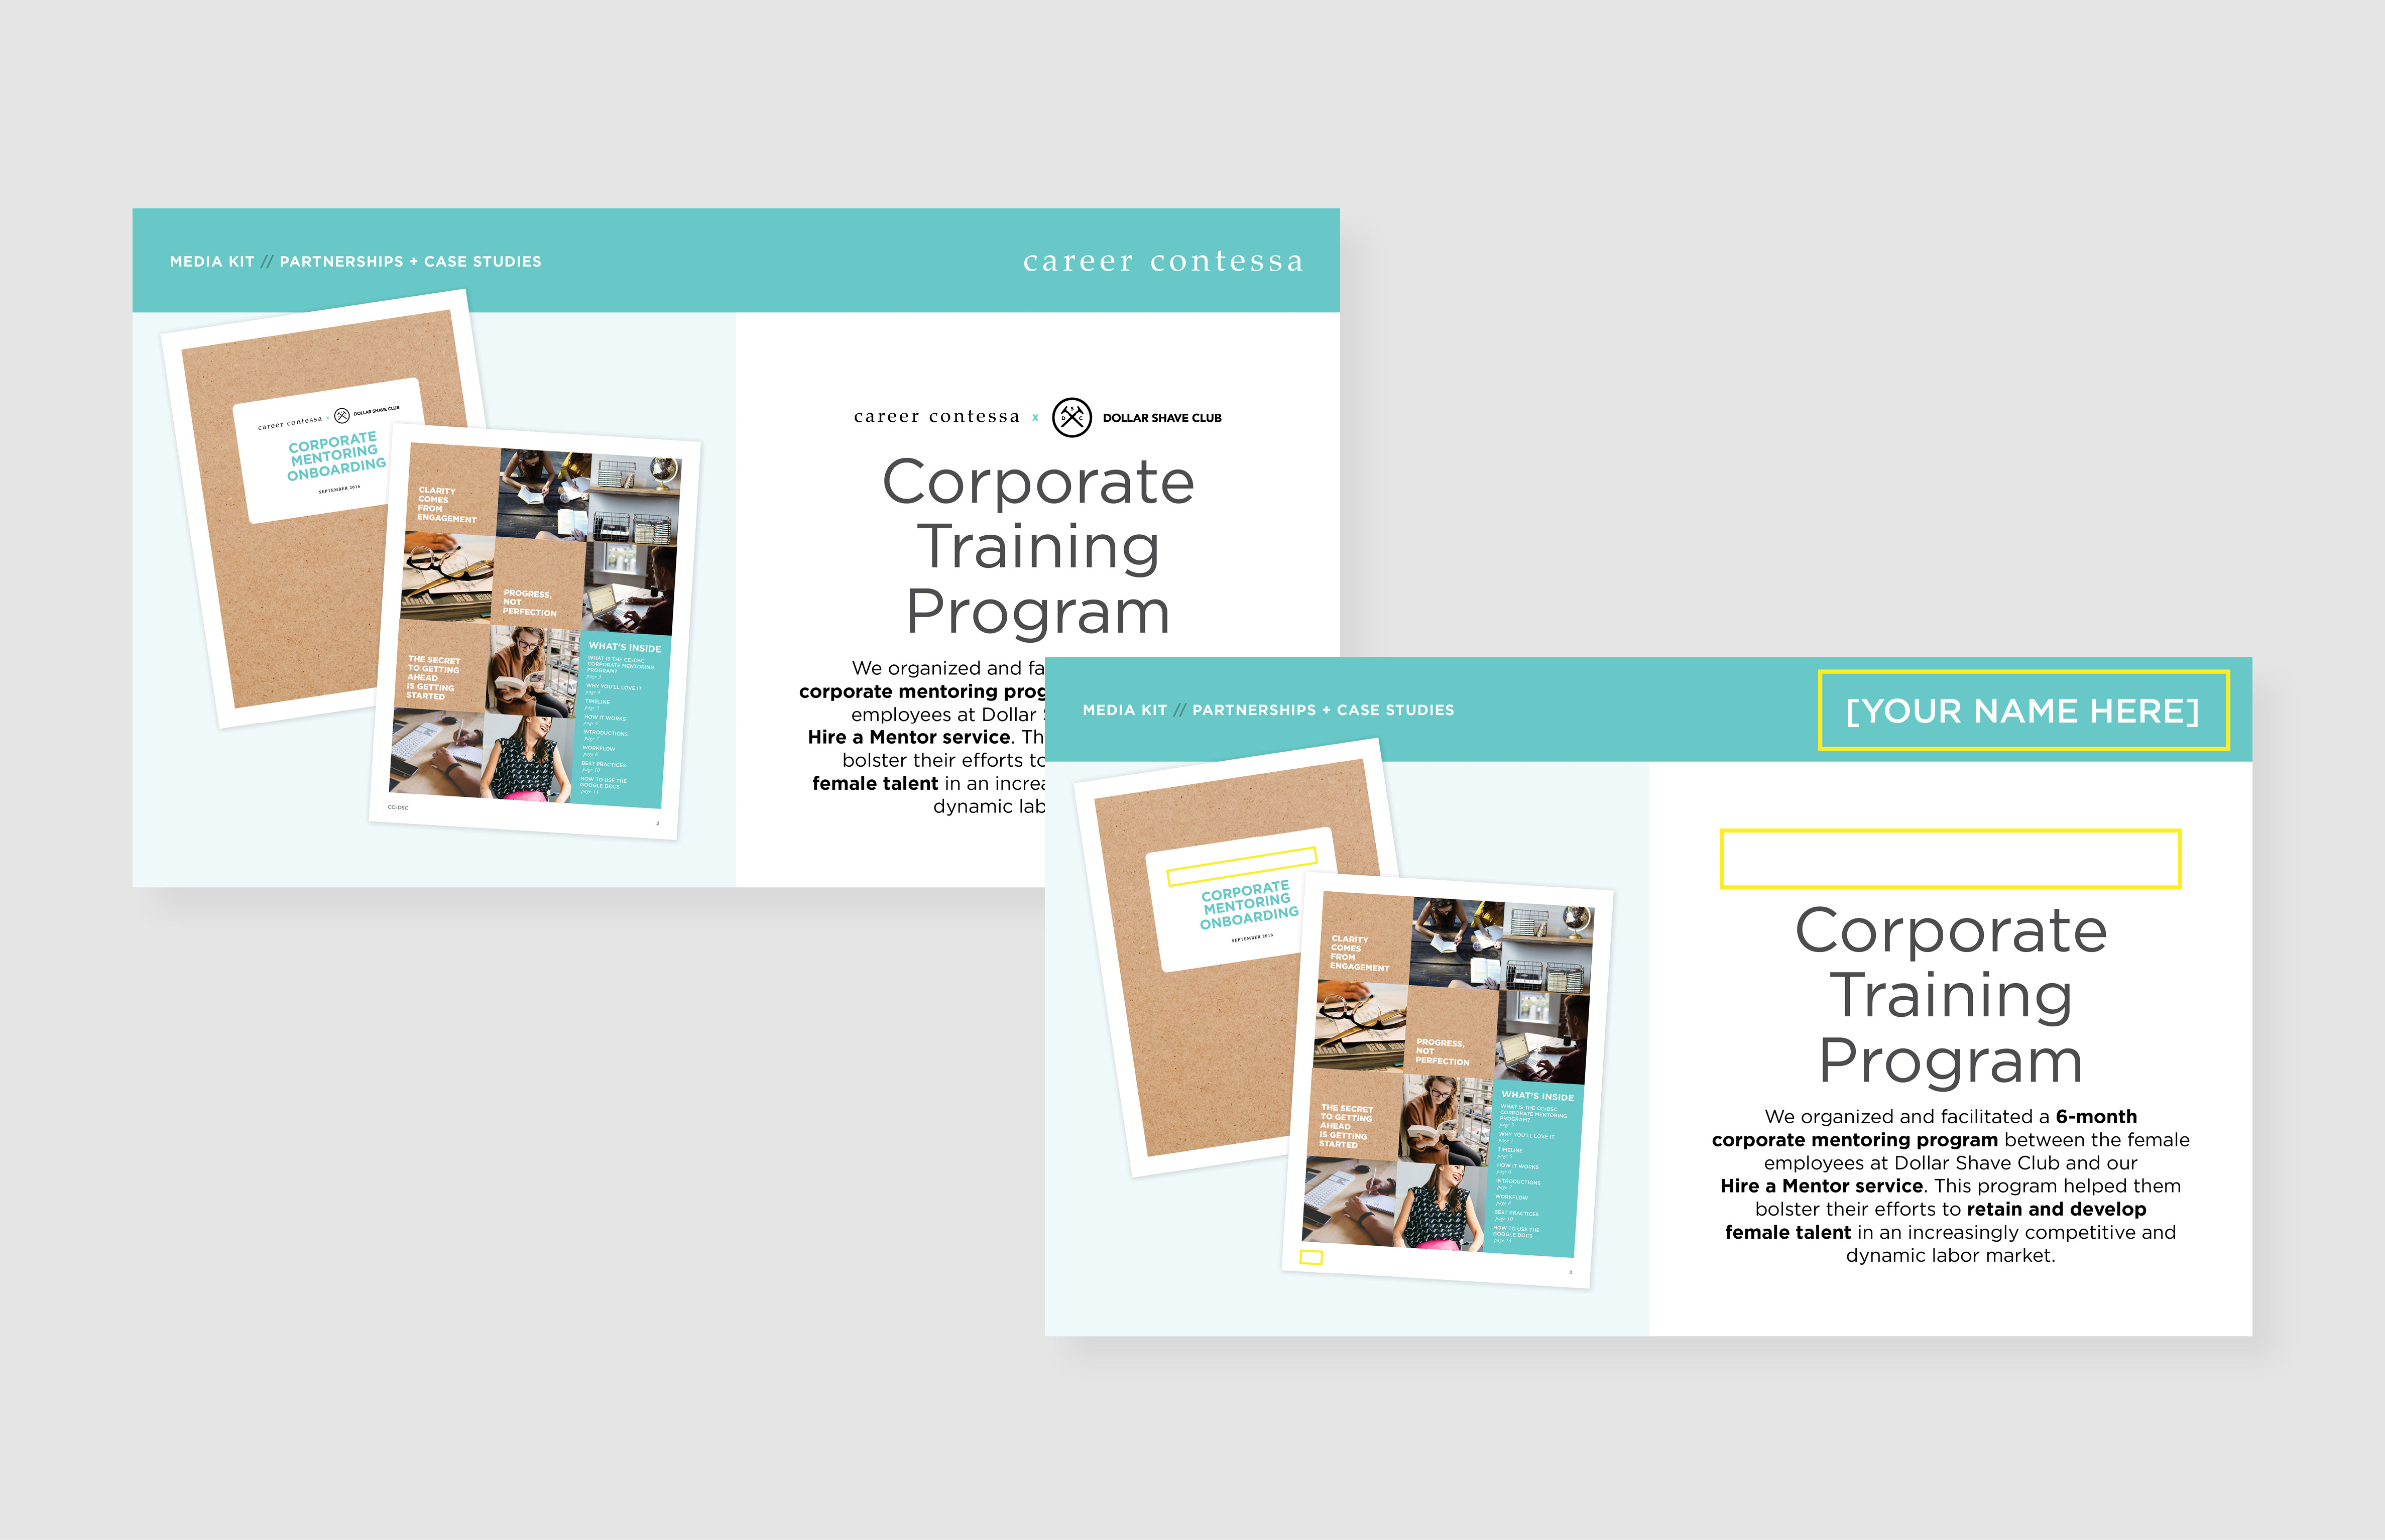 MEDIA KIT // PARTNERSHIPS + CASE STUDIES
career contessa
career contessa x DSC DOLLAR SHAVE CLUB
CORPORATE
MENTORING
ONBOARDING
SEPTEMBER 2016
CLARITY
COMES
FROM
ENGAGEMENT
PROGRESS,
NOT
PERFECTION
THE SECRET
TO GETTING
AHEAD
IS GETTING
STARTED
WHAT'S INSIDE
WHAT IS THE CCxDSC
CORPORATE MENTORING
PROGRAM?
page 3
WHY YOU'LL LOVE IT
page 4
TIMELINE
page 5
HOW IT WORKS
page 6
INTRODUCTIONS
page 7
WORKFLOW
page 8
BEST PRACTICES
page 10
HOW TO USE THE
GOOGLE DOCS
page 14
CCxDSC
2
career contessa x DSC DOLLAR SHAVE CLUB
Corporate
Training
Program
We organized and fa
corporate mentoring prog
employees at Dollar
Hire a Mentor service. Th
bolster their efforts to
female talent in an increa
dynamic lab
MEDIA KIT // PARTNERSHIPS + CASE STUDIES
[YOUR NAME HERE]
CORPORATE
MENTORING
ONBOARDING
SEPTEMBER 2016
CLARITY
COMES
FROM
ENGAGEMENT
PROGRESS,
NOT
PERFECTION
THE SECRET
TO GETTING
AHEAD
IS GETTING
STARTED
WHAT'S INSIDE
WHAT IS THE CCxDSC
CORPORATE MENTORING
PROGRAM?
page 3
WHY YOU'LL LOVE IT
page 4
TIMELINE
page 5
HOW IT WORKS
page 6
INTRODUCTIONS
page 7
WORKFLOW
page 8
BEST PRACTICES
page 10
HOW TO USE THE
GOOGLE DOCS
page 14
Corporate
Training
Program
We organized and facilitated a 6-month
corporate mentoring program between the female
employees at Dollar Shave Club and our
Hire a Mentor service. This program helped them
bolster their efforts to retain and develop
female talent in an increasingly competitive and
dynamic labor market.